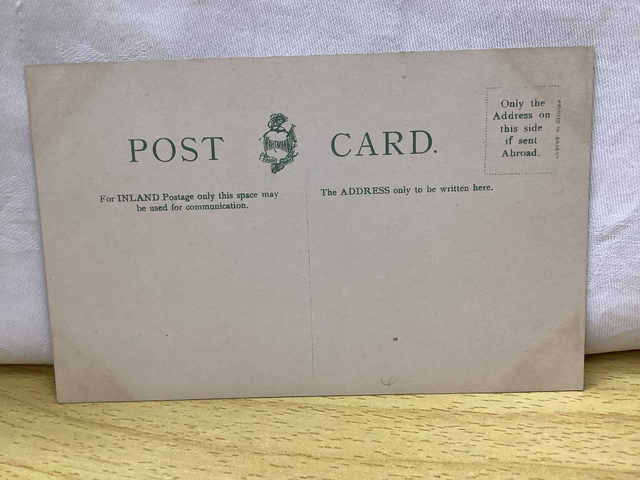 POST CARD.
Only the
Address on
this side
if sent
Abroad.
PRINTED IN SAXONY
For INLAND Postage only this space may
be used for communication.
The ADDRESS only to be written here.